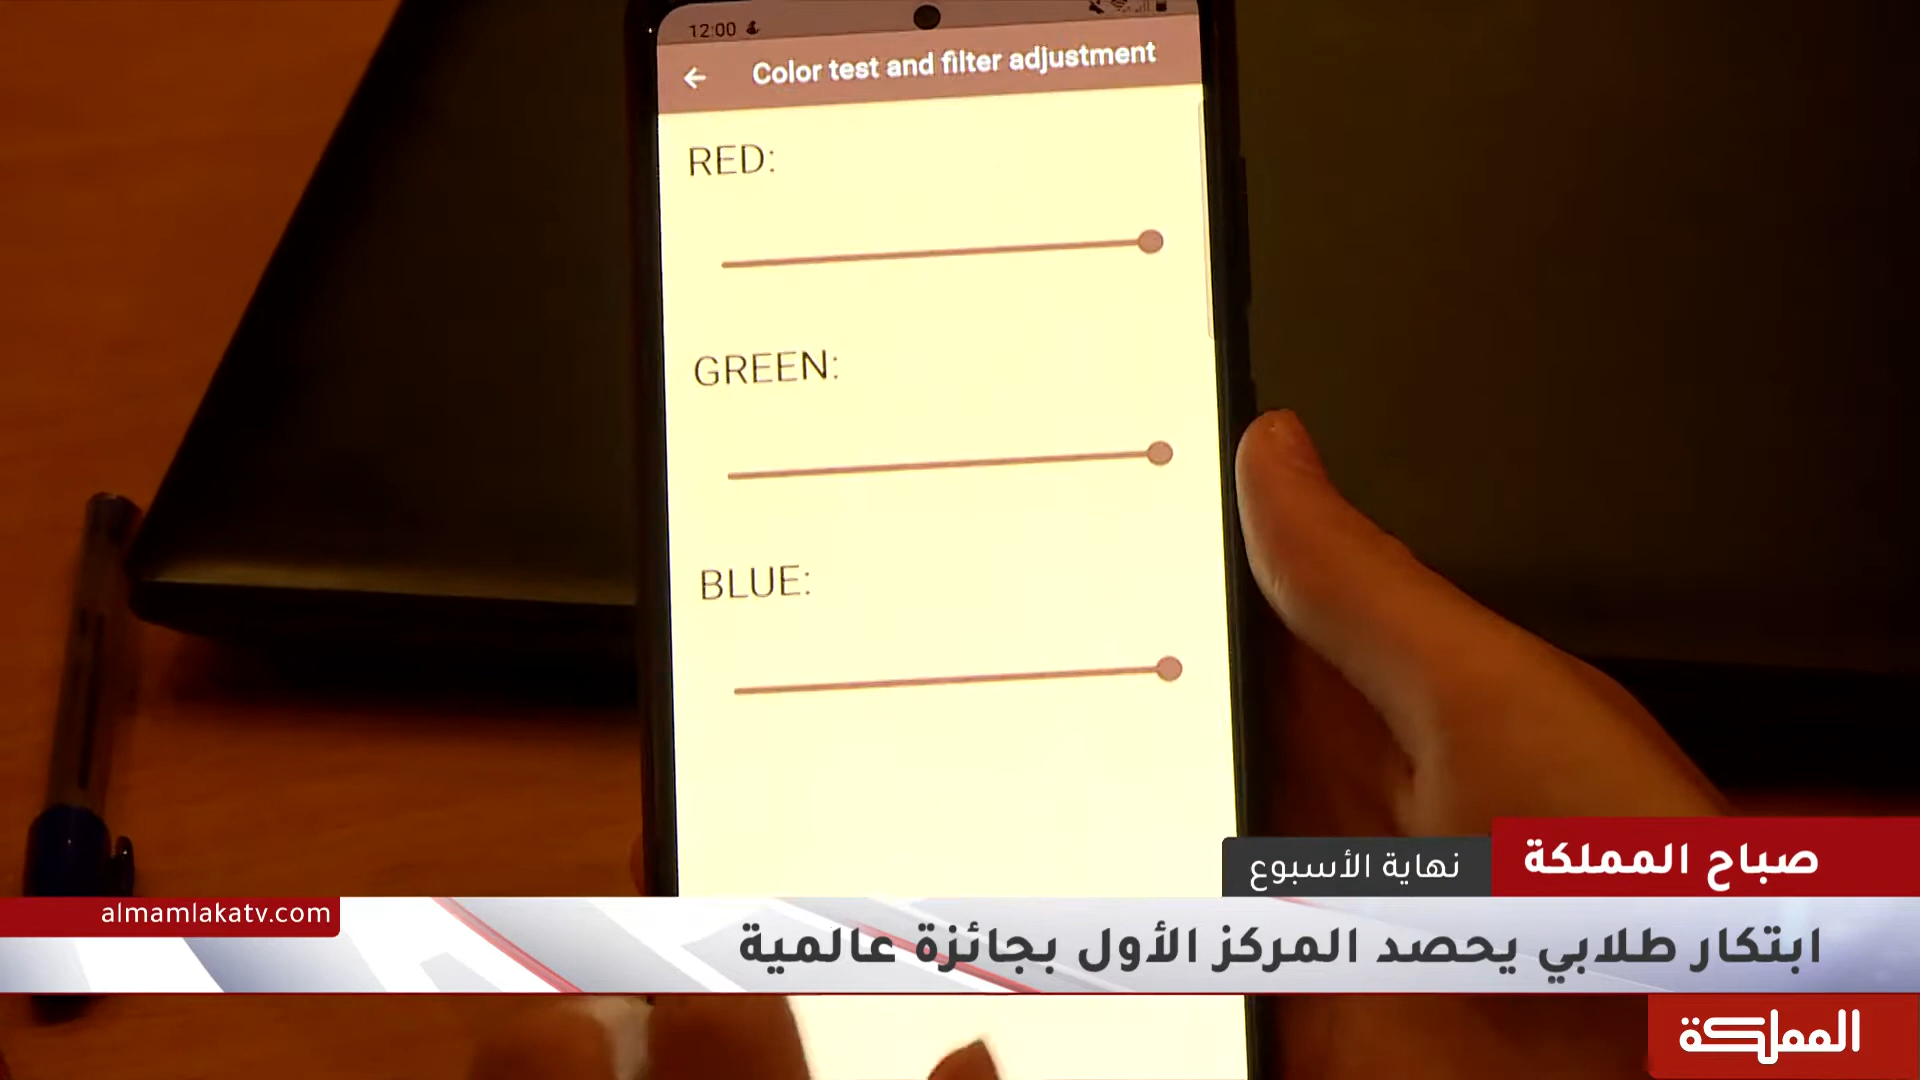 12:00
Color test and filter adjustment
RED:
GREEN:
BLUE:
صباح المملكة
نهاية الأسبوع
almamlakatv.com
ابتكار طلابي يحصد المركز الأول بجائزة عالمية
المملكة